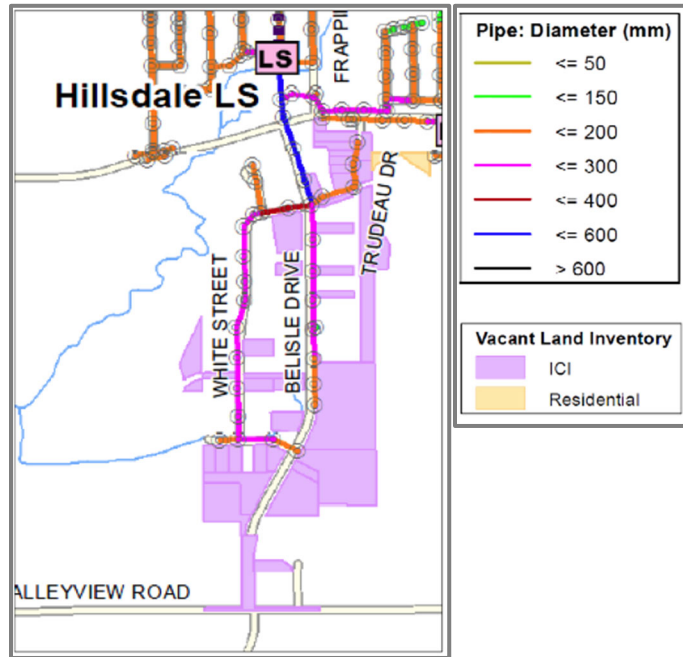 LS
Hillsdale LS
FRAPPI
TRUDEAU DR
WHITE STREET
BELISLE DRIVE
ALLEYVIEW ROAD
Pipe: Diameter (mm)
<= 50
<= 150
<= 200
<= 300
<= 400
<= 600
> 600
Vacant Land Inventory
ICI
Residential